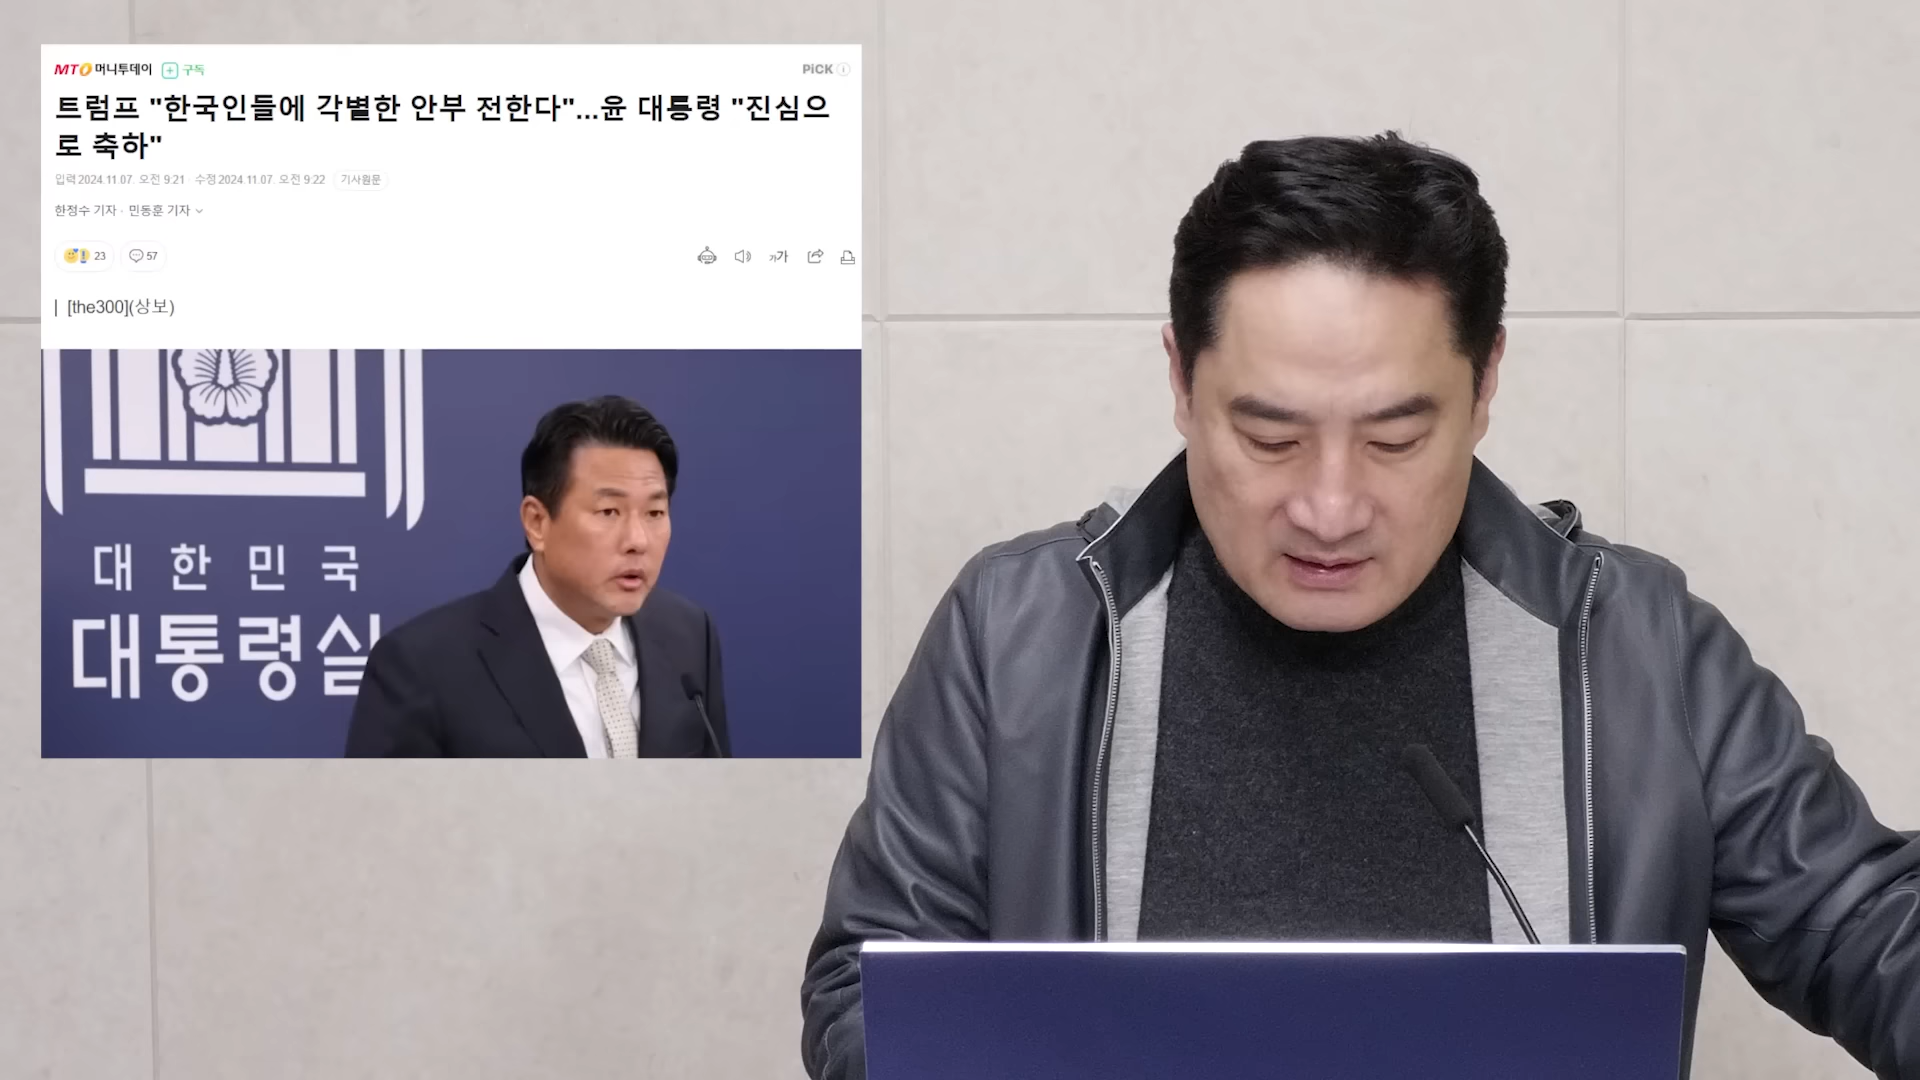 MTO 머니투데이 구독
PiCK
트럼프 "한국인들에 각별한 안부 전한다"...윤 대통령 "진심으
로 축하"
입력 2024.11.07. 오전 9:21 · 수정 2024.11.07. 오전 9:22 기사원문
한정수 기자 · 민동훈 기자
23 57
가가
| [the300](상보)
대한민국
대통령실